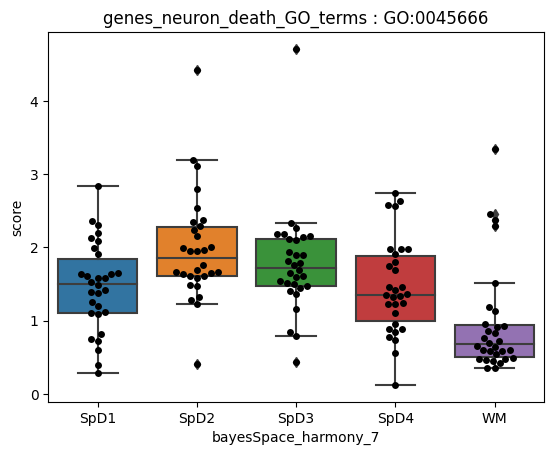 genes_neuron_death_GO_terms : GO:0045666
score
4
3
2
1
0
SpD1 SpD2 SpD3 SpD4 WM
bayesSpace_harmony_7